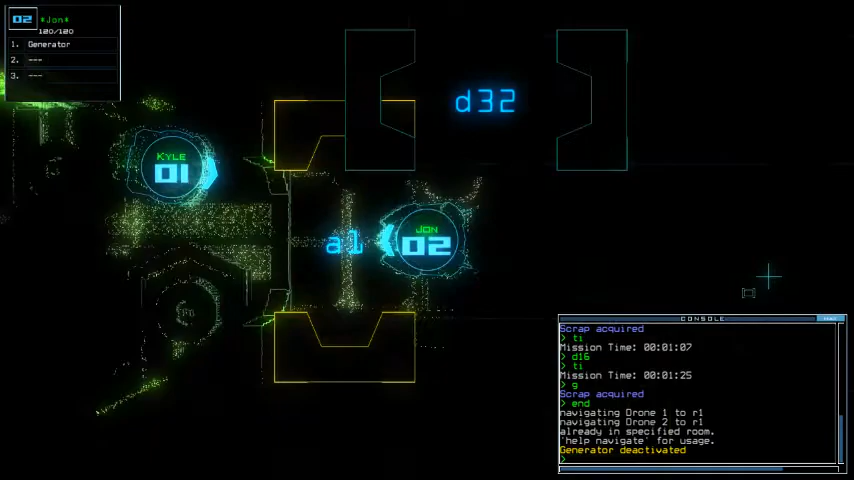 02 *Jon*
120/120
1. Generator
2. ---
3. ---
d32
KYLE
01
a1
JON
02
CONSOLE
Scrap acquired
> ti
Mission Time: 00:01:07
> d16
> ti
Mission Time: 00:01:25
> g
Scrap acquired
> end
navigating Drone 1 to r1
navigating Drone 2 to r1
already in specified room.
'help navigate' for usage.
Generator deactivated
>